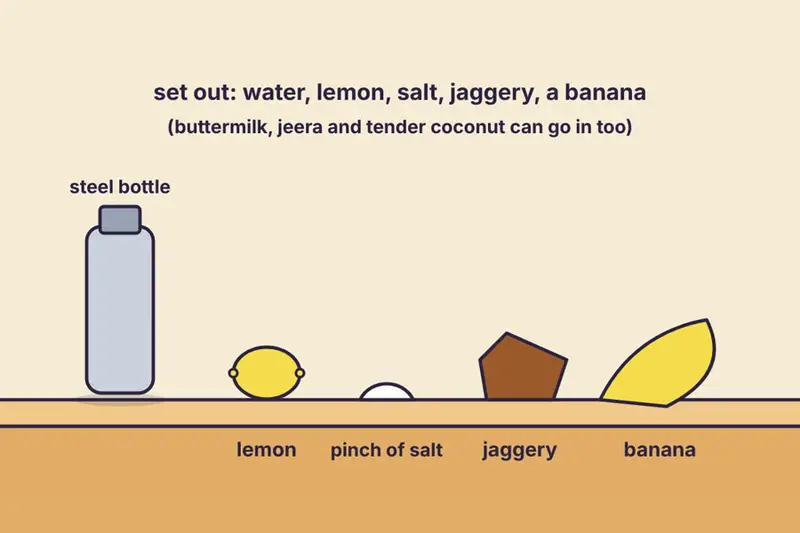 set out: water, lemon, salt, jaggery, a banana
(buttermilk, jeera and tender coconut can go in too)
steel bottle
lemon
pinch of salt
jaggery
banana